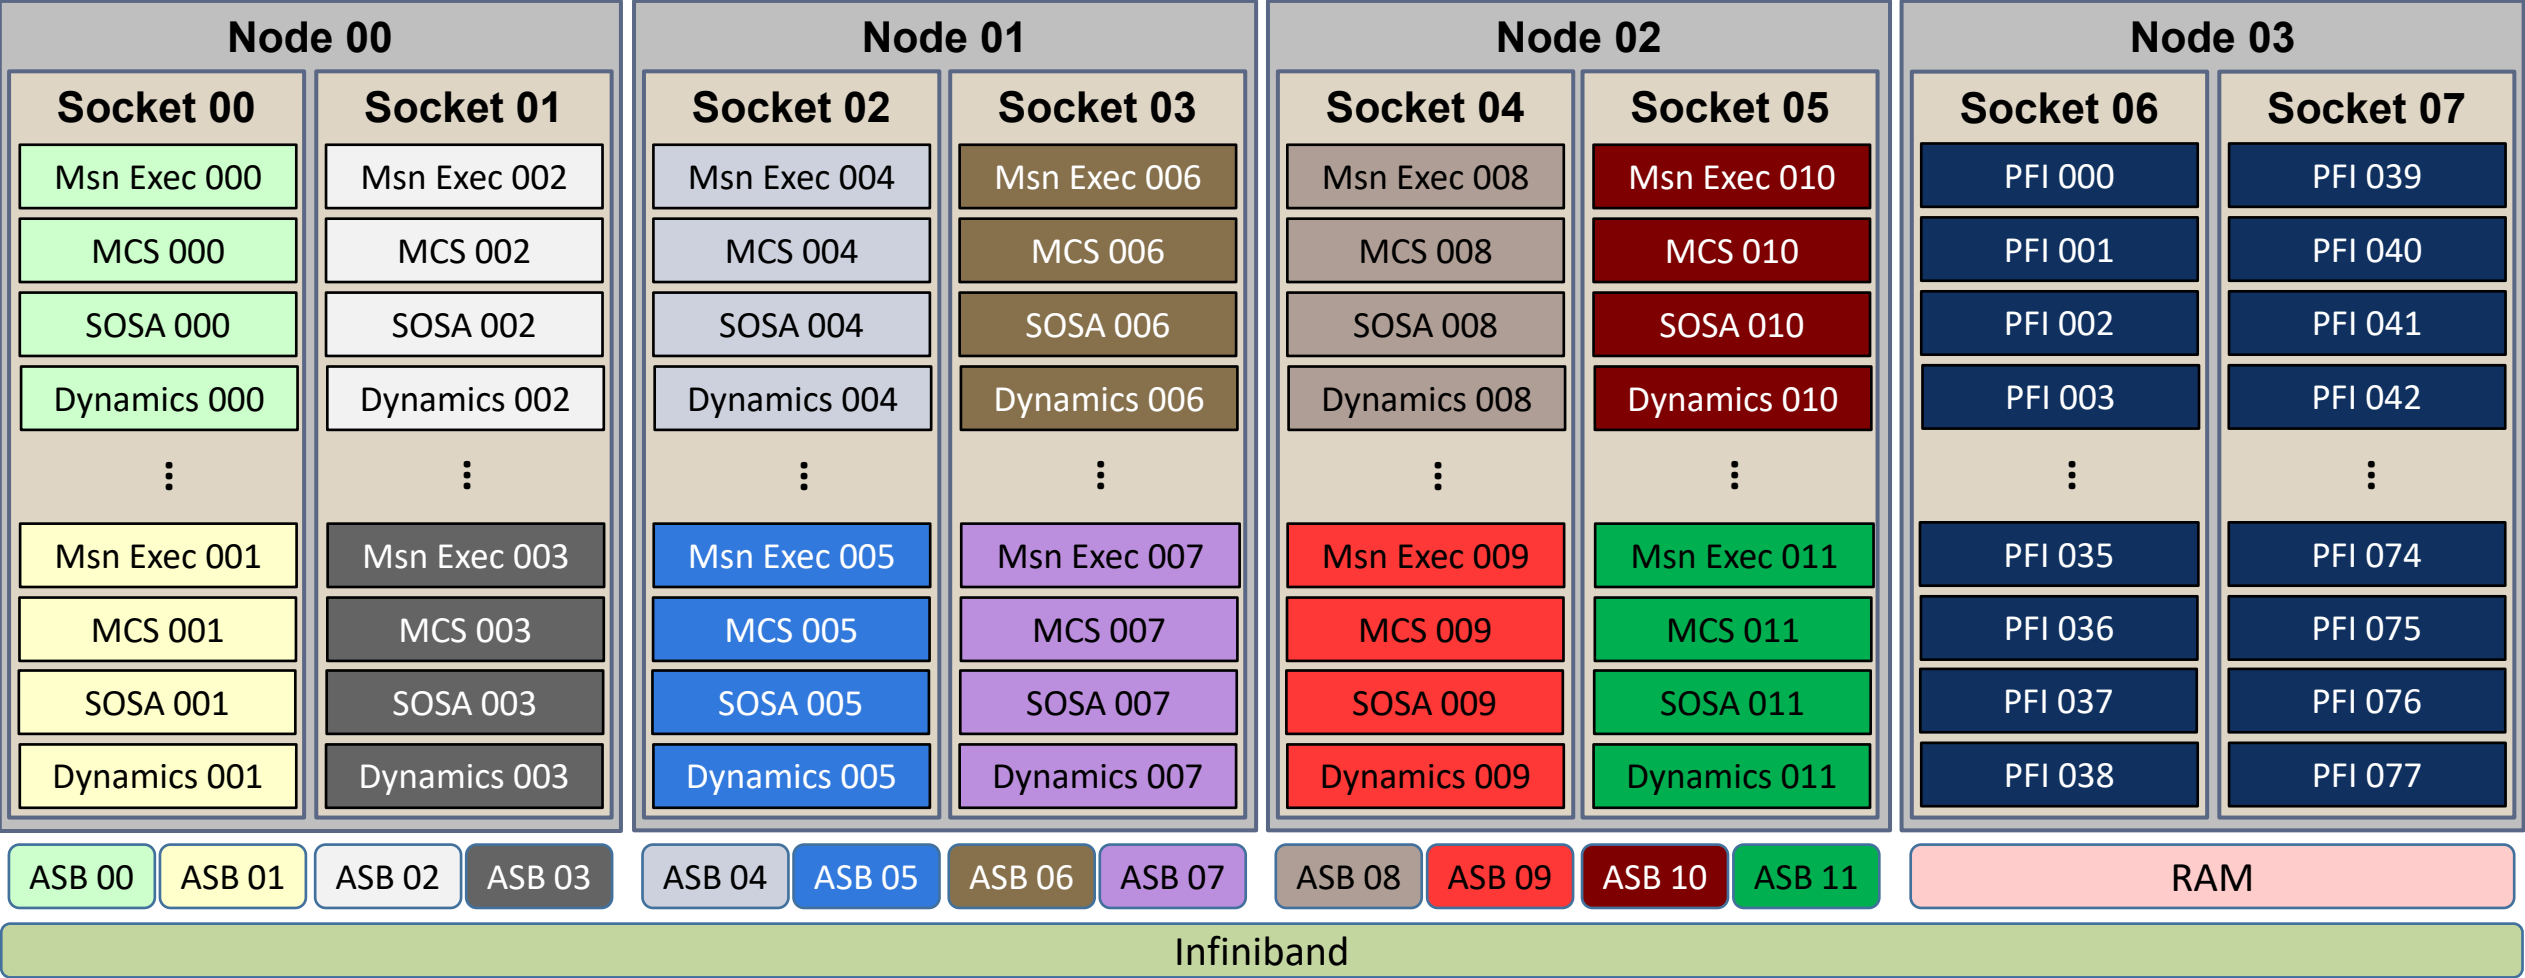 Node 00
Socket 00
Msn Exec 000
MCS 000
SOSA 000
Dynamics 000
Msn Exec 001
MCS 001
SOSA 001
Dynamics 001
Socket 01
Msn Exec 002
MCS 002
SOSA 002
Dynamics 002
Msn Exec 003
MCS 003
SOSA 003
Dynamics 003
ASB 00
ASB 01
ASB 02
ASB 03
Node 01
Socket 02
Msn Exec 004
MCS 004
SOSA 004
Dynamics 004
Msn Exec 005
MCS 005
SOSA 005
Dynamics 005
Socket 03
Msn Exec 006
MCS 006
SOSA 006
Dynamics 006
Msn Exec 007
MCS 007
SOSA 007
Dynamics 007
ASB 04
ASB 05
ASB 06
ASB 07
Node 02
Socket 04
Msn Exec 008
MCS 008
SOSA 008
Dynamics 008
Msn Exec 009
MCS 009
SOSA 009
Dynamics 009
Socket 05
Msn Exec 010
MCS 010
SOSA 010
Dynamics 010
Msn Exec 011
MCS 011
SOSA 011
Dynamics 011
ASB 08
ASB 09
ASB 10
ASB 11
Node 03
Socket 06
PFI 000
PFI 001
PFI 002
PFI 003
PFI 035
PFI 036
PFI 037
PFI 038
Socket 07
PFI 039
PFI 040
PFI 041
PFI 042
PFI 074
PFI 075
PFI 076
PFI 077
RAM
Infiniband